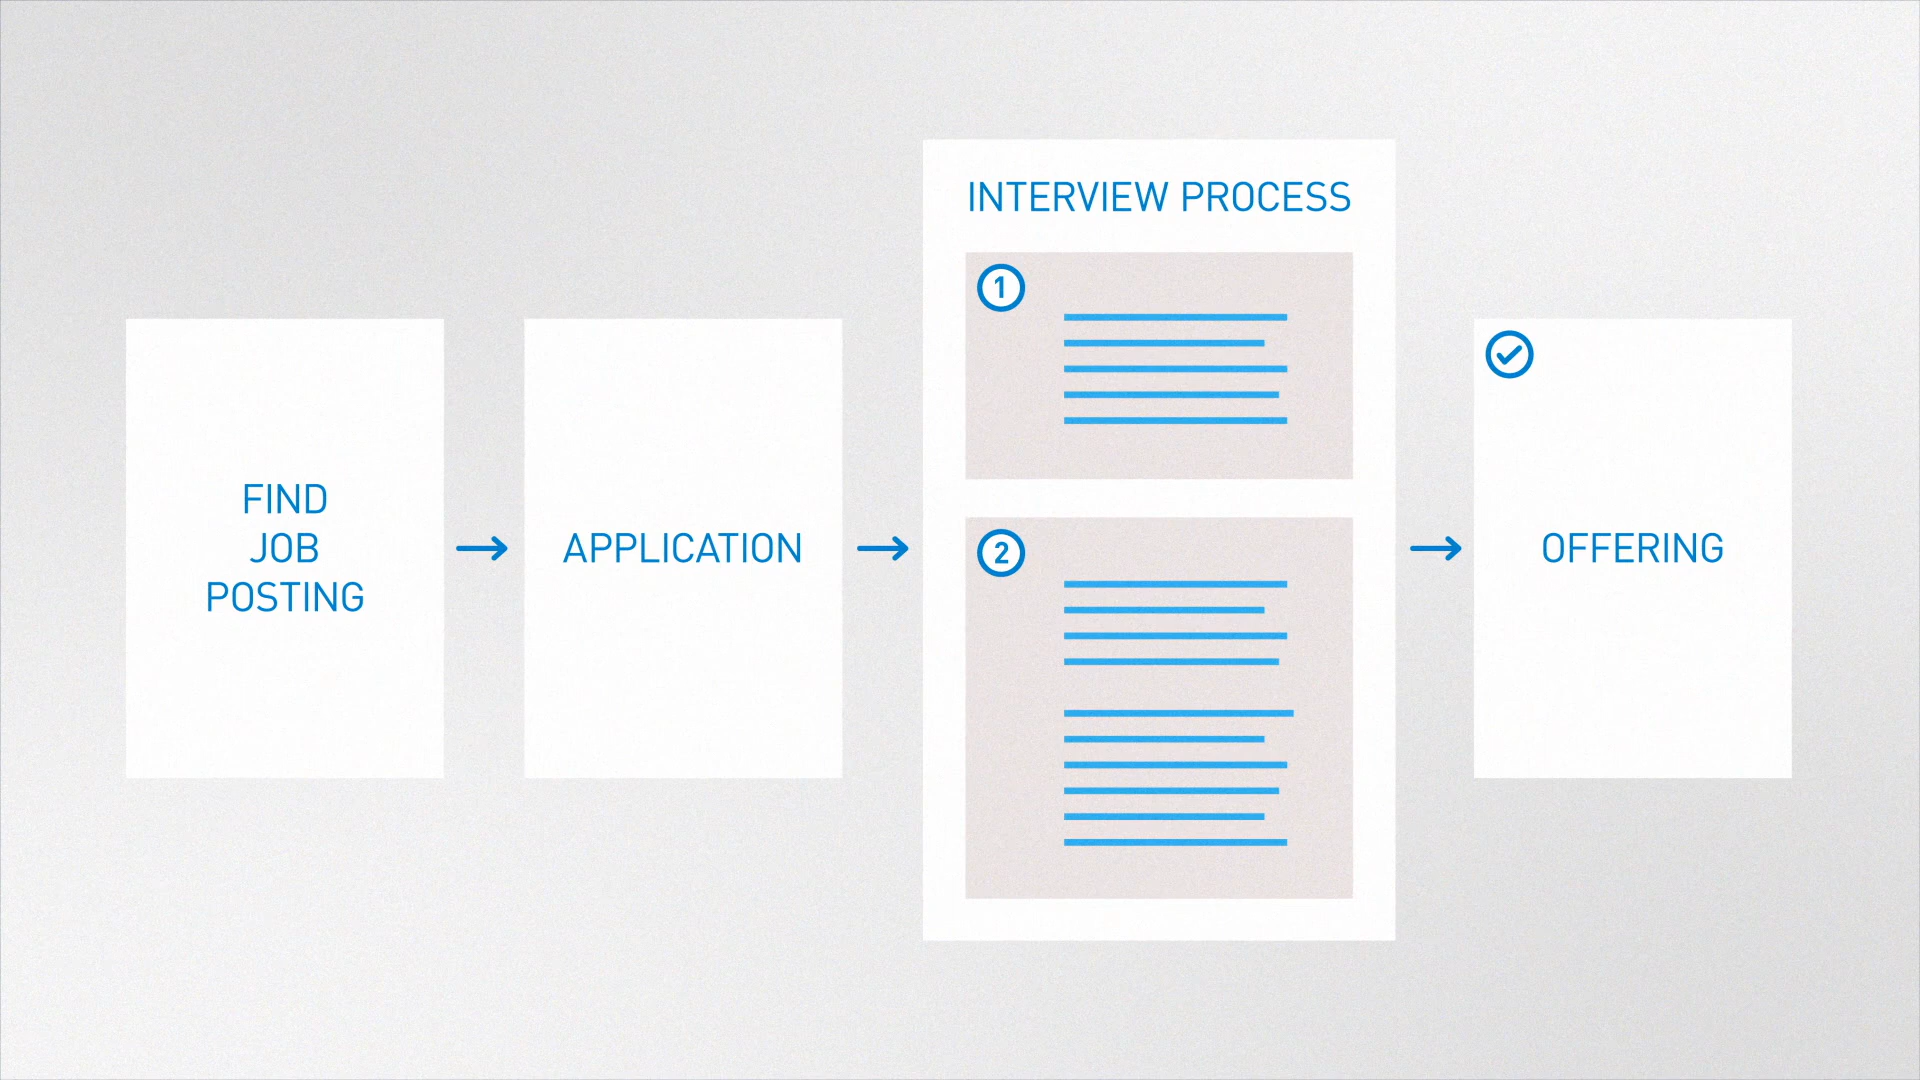 FIND
JOB
POSTING
APPLICATION
INTERVIEW PROCESS
1
2
OFFERING